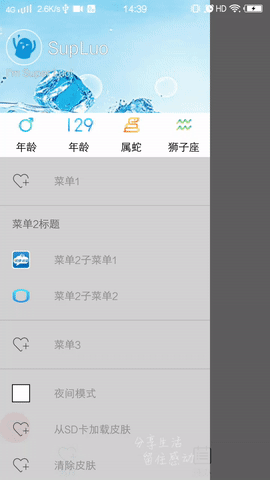 4G 2.6K/s 14:39 HD
SupLuo
I'm Super Luo!
129
年龄 年龄 属蛇 狮子座
菜单1
菜单2标题
菜单2子菜单1
菜单2子菜单2
菜单3
夜间模式
从SD卡加载皮肤
清除皮肤
分享生活
留住感动